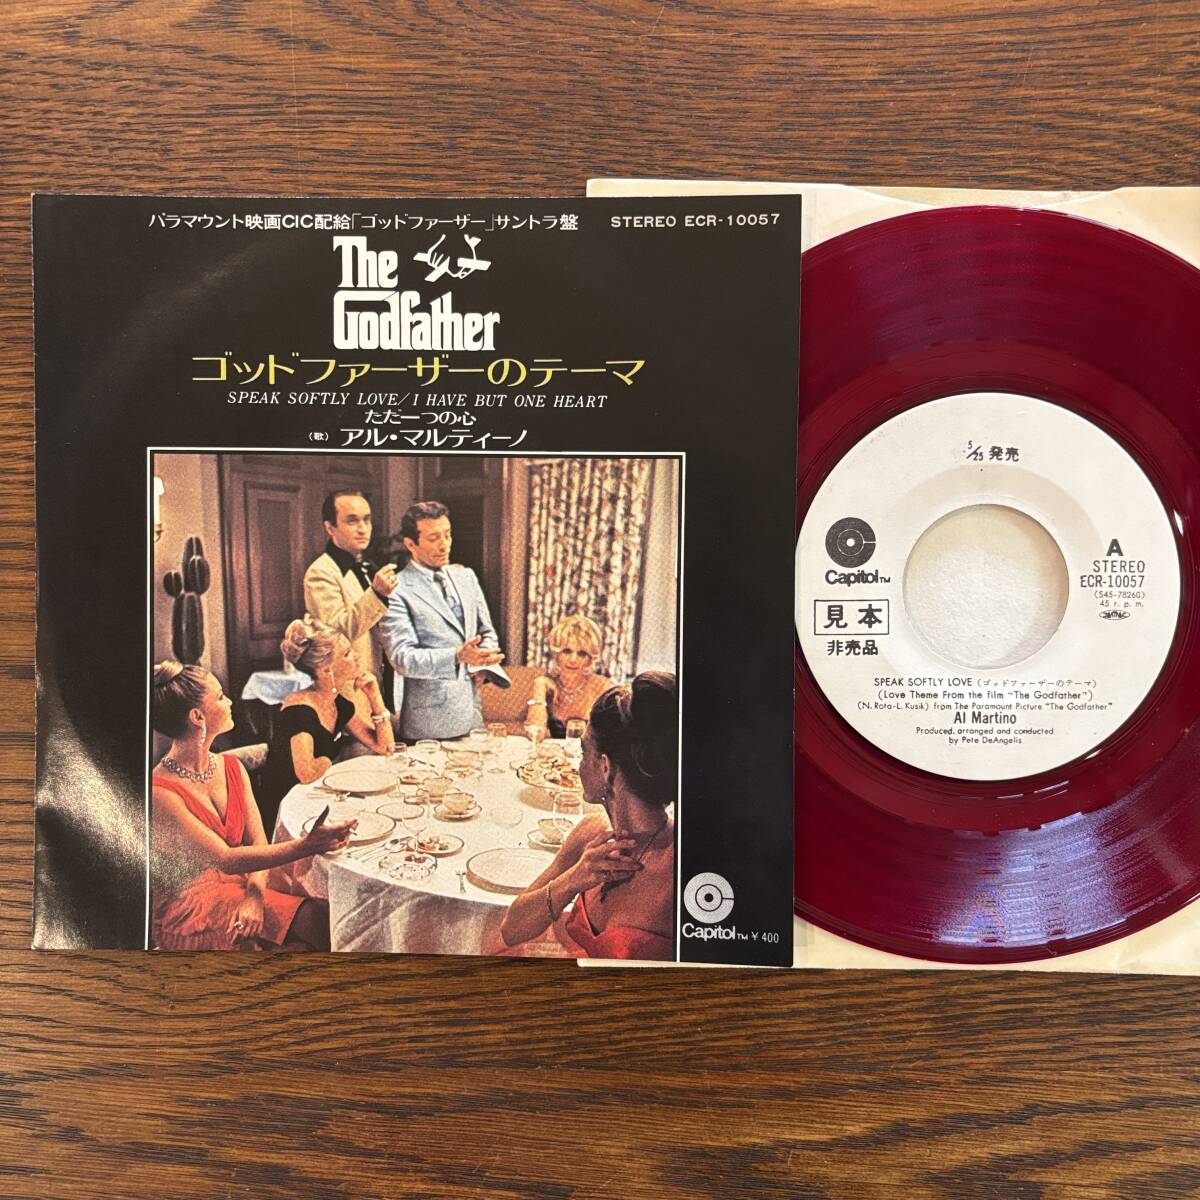 パラマウント映画CIC配給「ゴッドファーザー」サントラ盤
STEREO ECR-10057
The
Godfather
ゴッドファーザーのテーマ
SPEAK SOFTLY LOVE/I HAVE BUT ONE HEART
ただ一つの心
(歌) アル・マルティーノ
Capitol TM ¥400
5/25 発売
Capitol TM
見本
非売品
A
STEREO
ECR-10057
(S45-78260)
45 r.p.m.
SPEAK SOFTLY LOVE (ゴッドファーザーのテーマ)
(Love Theme From the film "The Godfather")
(N. Rota-L. Kusik) from The Paramount Picture "The Godfather"
Al Martino
Produced, arranged and conducted
by Pete DeAngelis